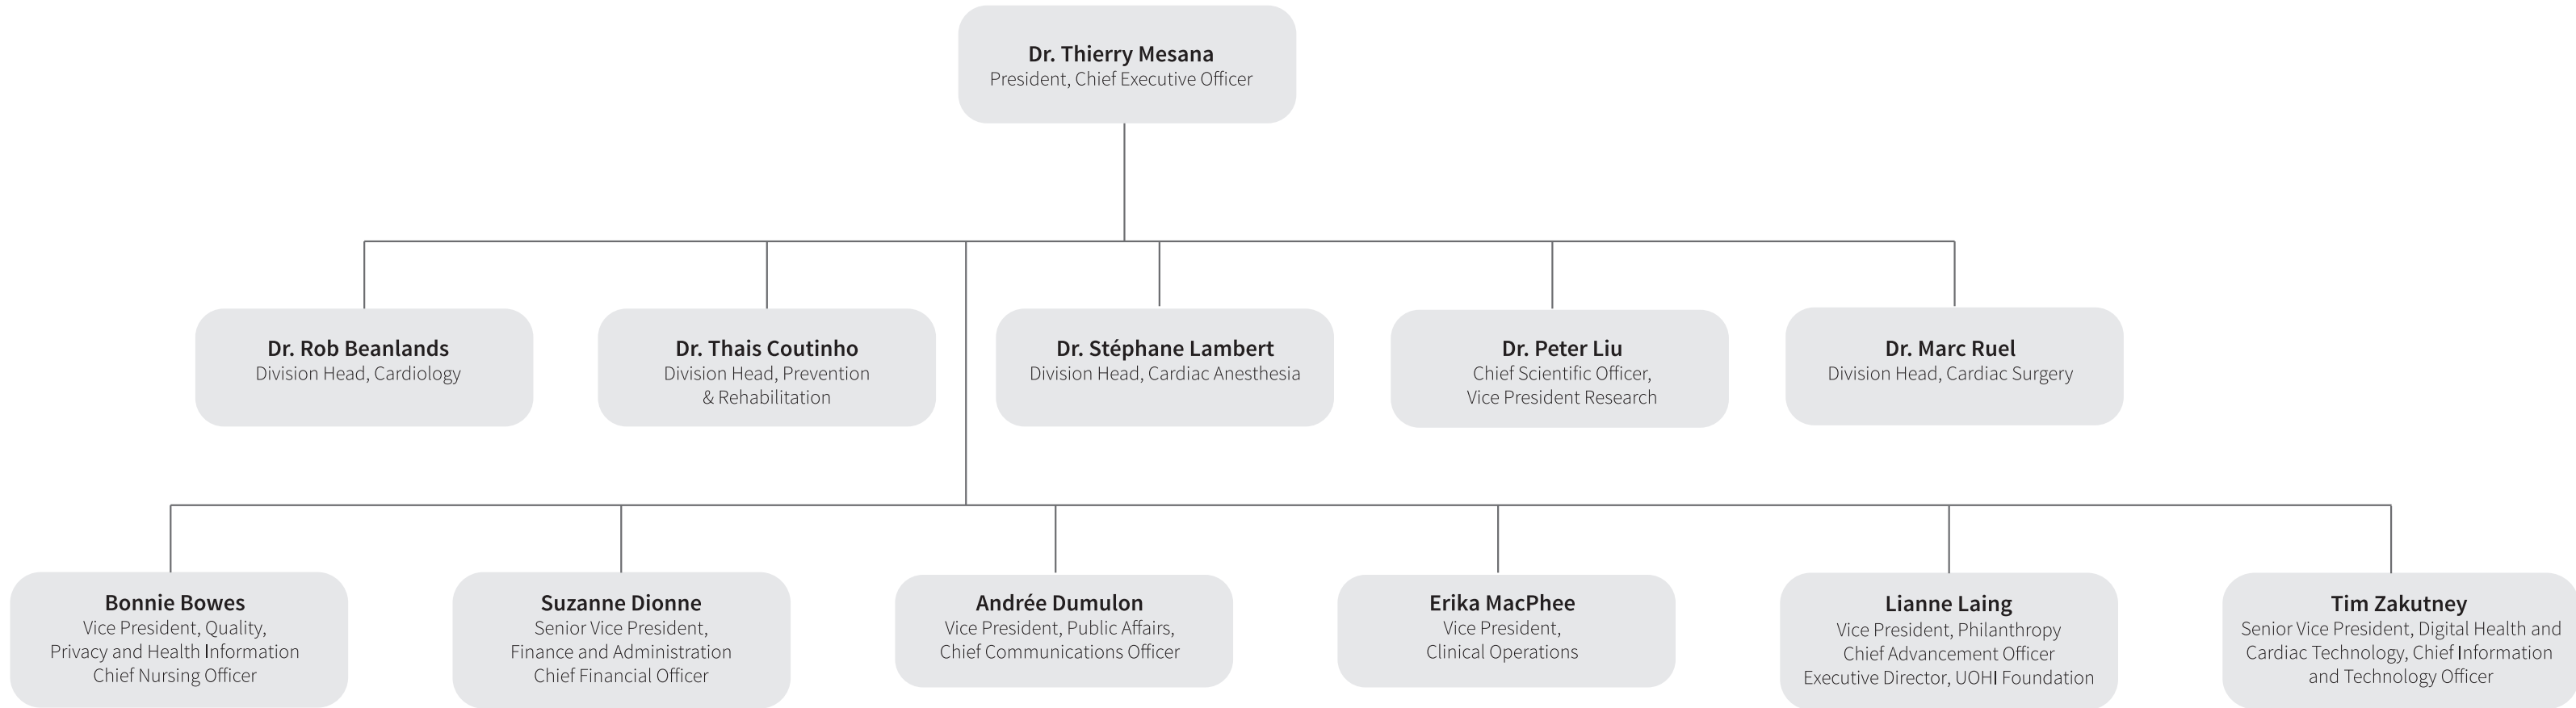 Dr. Thierry Mesana
President, Chief Executive Officer
Dr. Rob Beanlands
Division Head, Cardiology
Dr. Thais Coutinho
Division Head, Prevention
& Rehabilitation
Dr. Stéphane Lambert
Division Head, Cardiac Anesthesia
Dr. Peter Liu
Chief Scientific Officer,
Vice President Research
Dr. Marc Ruel
Division Head, Cardiac Surgery
Bonnie Bowes
Vice President, Quality,
Privacy and Health Information
Chief Nursing Officer
Suzanne Dionne
Senior Vice President,
Finance and Administration
Chief Financial Officer
Andrée Dumulon
Vice President, Public Affairs,
Chief Communications Officer
Erika MacPhee
Vice President,
Clinical Operations
Lianne Laing
Vice President, Philanthropy
Chief Advancement Officer
Executive Director, UOHI Foundation
Tim Zakutney
Senior Vice President, Digital Health and
Cardiac Technology, Chief Information
and Technology Officer